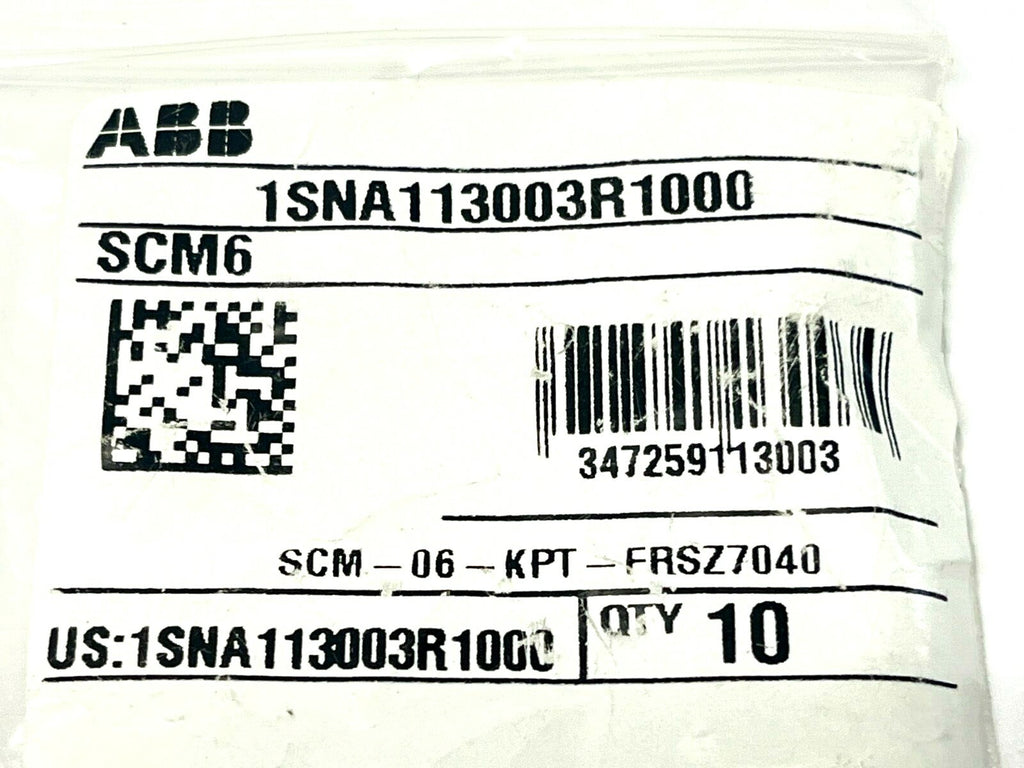 ABB
1SNA113003R1000
SCM6
347259113003
SCM - 06 - KPT - FRSZ7040
US:1SNA113003R1000
QTY 10